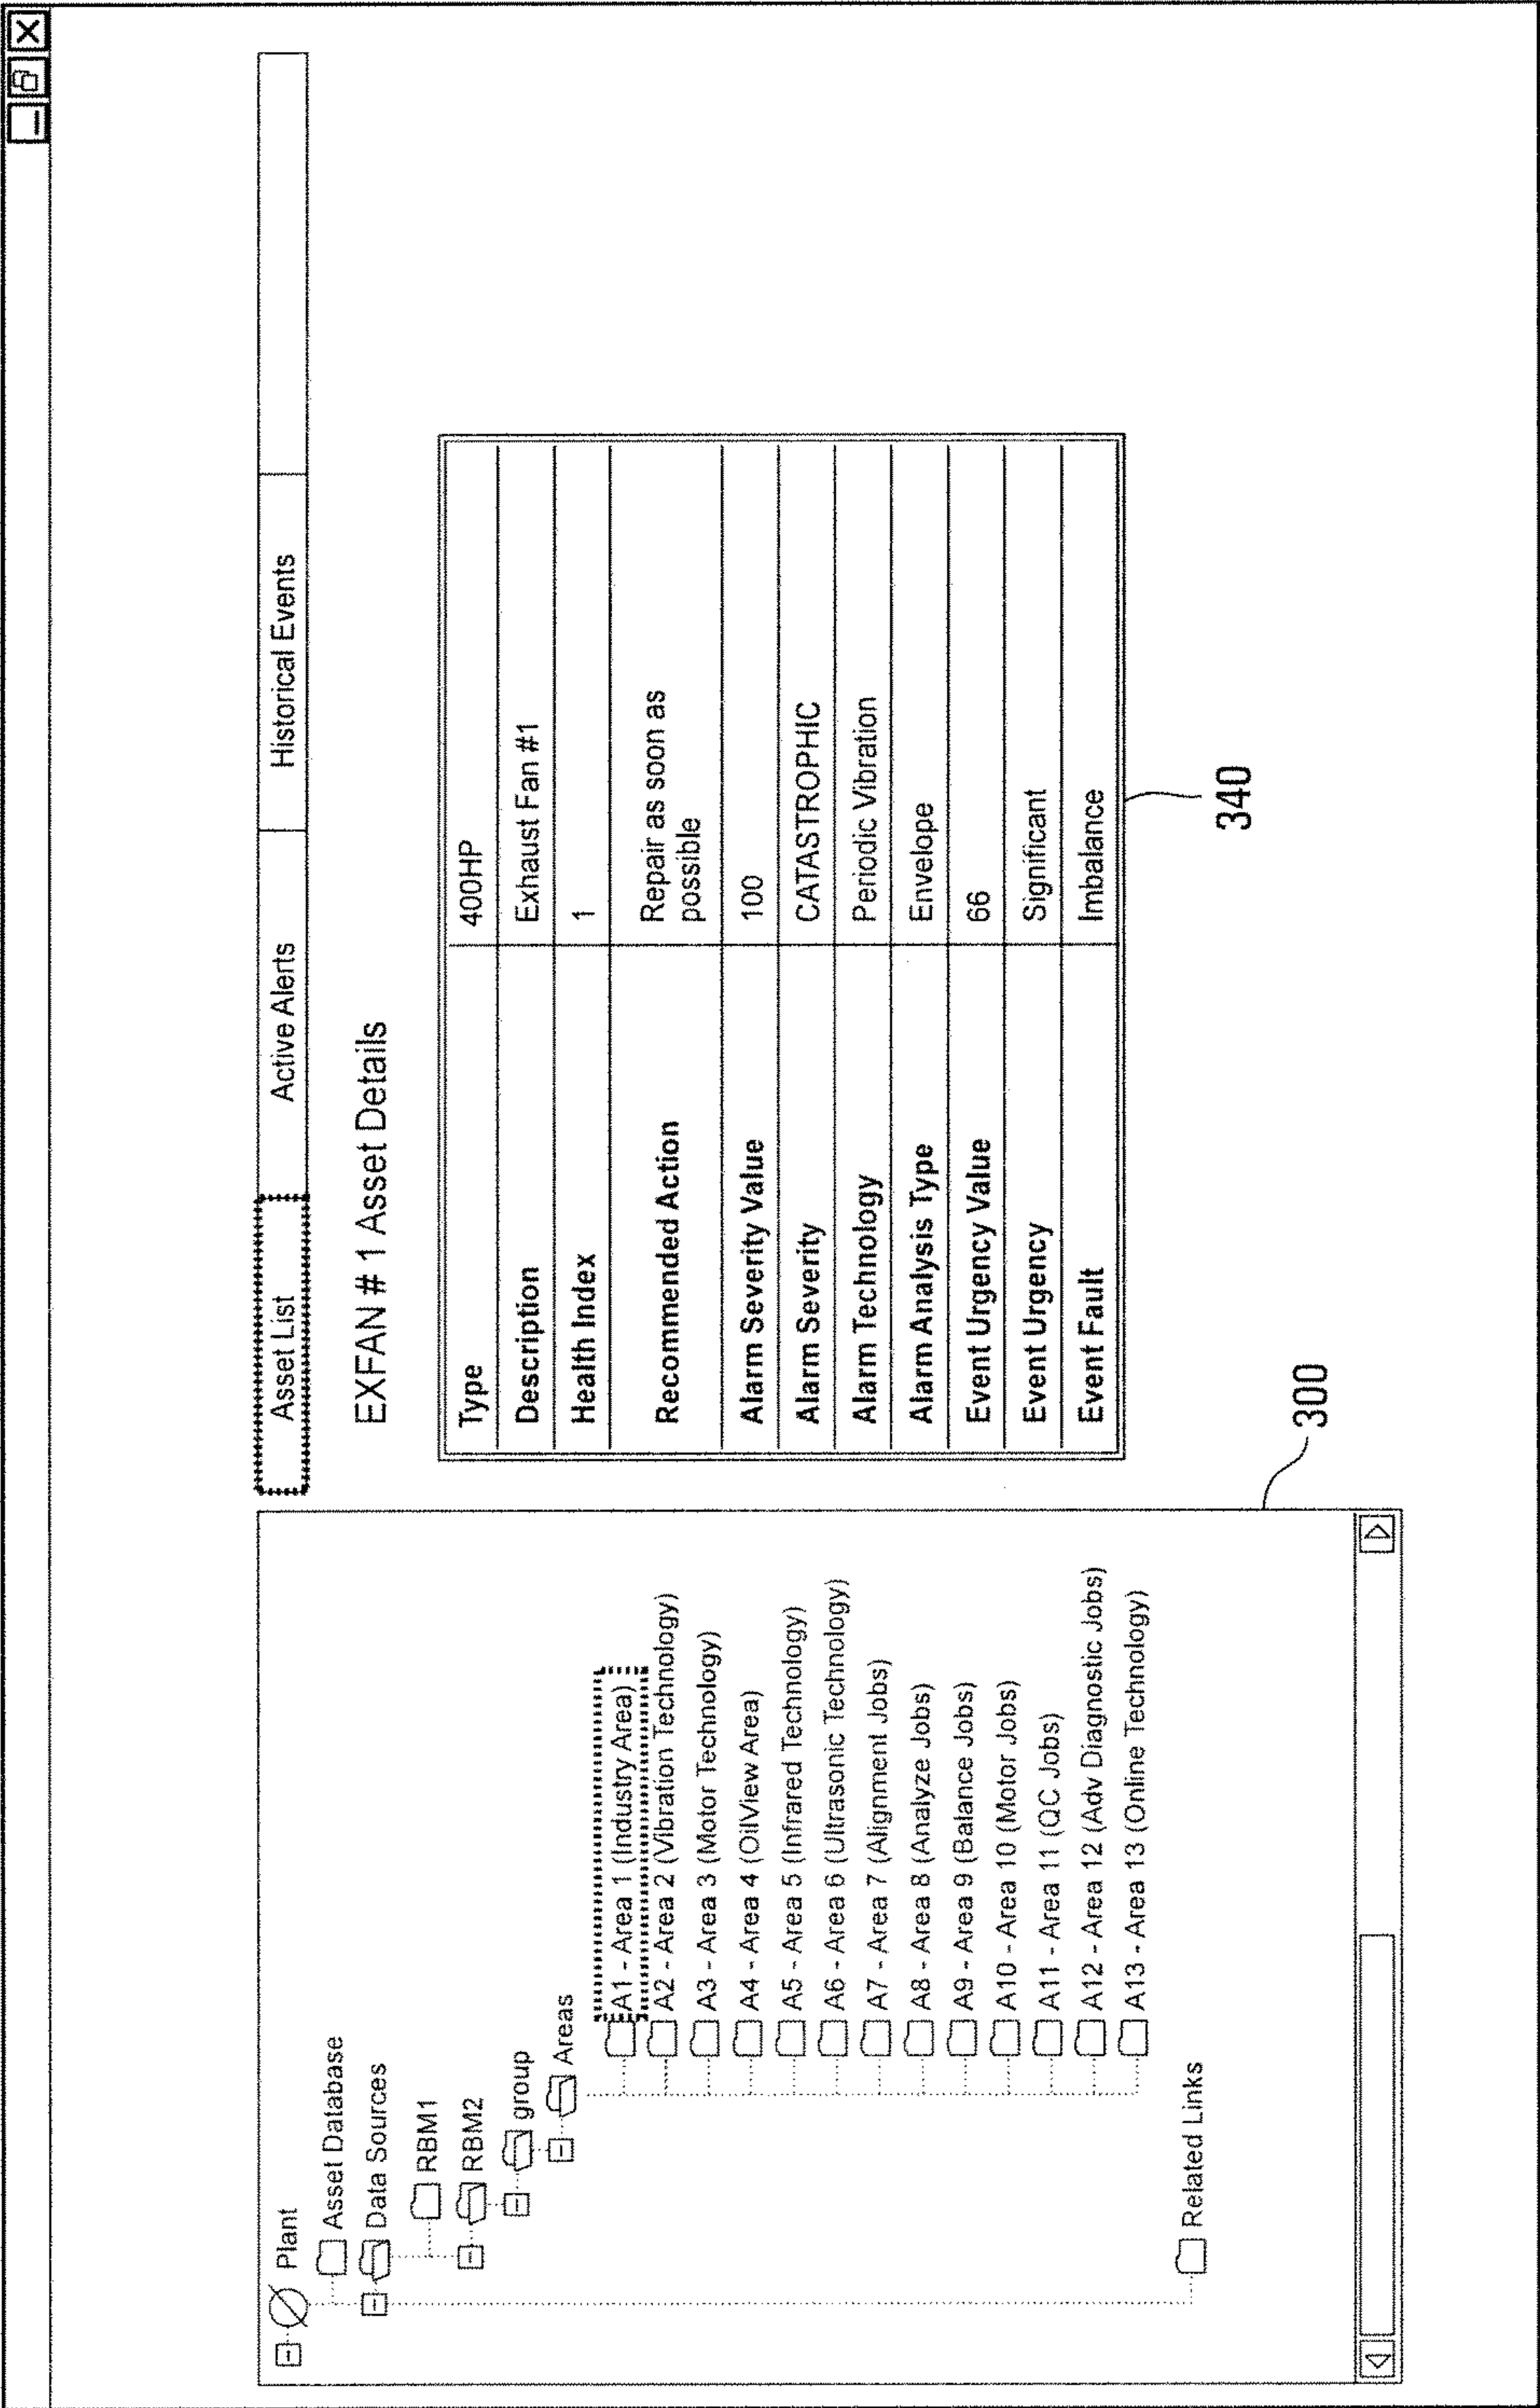 Plant
Asset Database
Data Sources
RBM1
RBM2
group
Areas
A1 - Area 1 (Industry Area)
A2 - Area 2 (Vibration Technology)
A3 - Area 3 (Motor Technology)
A4 - Area 4 (OilView Area)
A5 - Area 5 (Infrared Technology)
A6 - Area 6 (Ultrasonic Technology)
A7 - Area 7 (Alignment Jobs)
A8 - Area 8 (Analyze Jobs)
A9 - Area 9 (Balance Jobs)
A10 - Area 10 (Motor Jobs)
A11 - Area 11 (QC Jobs)
A12 - Area 12 (Adv Diagnostic Jobs)
A13 - Area 13 (Online Technology)
Related Links
300
Asset List Active Alerts Historical Events
EXFAN # 1 Asset Details
Type 400HP
Description Exhaust Fan #1
Health Index 1
Recommended Action Repair as soon as
possible
Alarm Severity Value 100
Alarm Severity CATASTROPHIC
Alarm Technology Periodic Vibration
Alarm Analysis Type Envelope
Event Urgency Value 66
Event Urgency Significant
Event Fault Imbalance
340